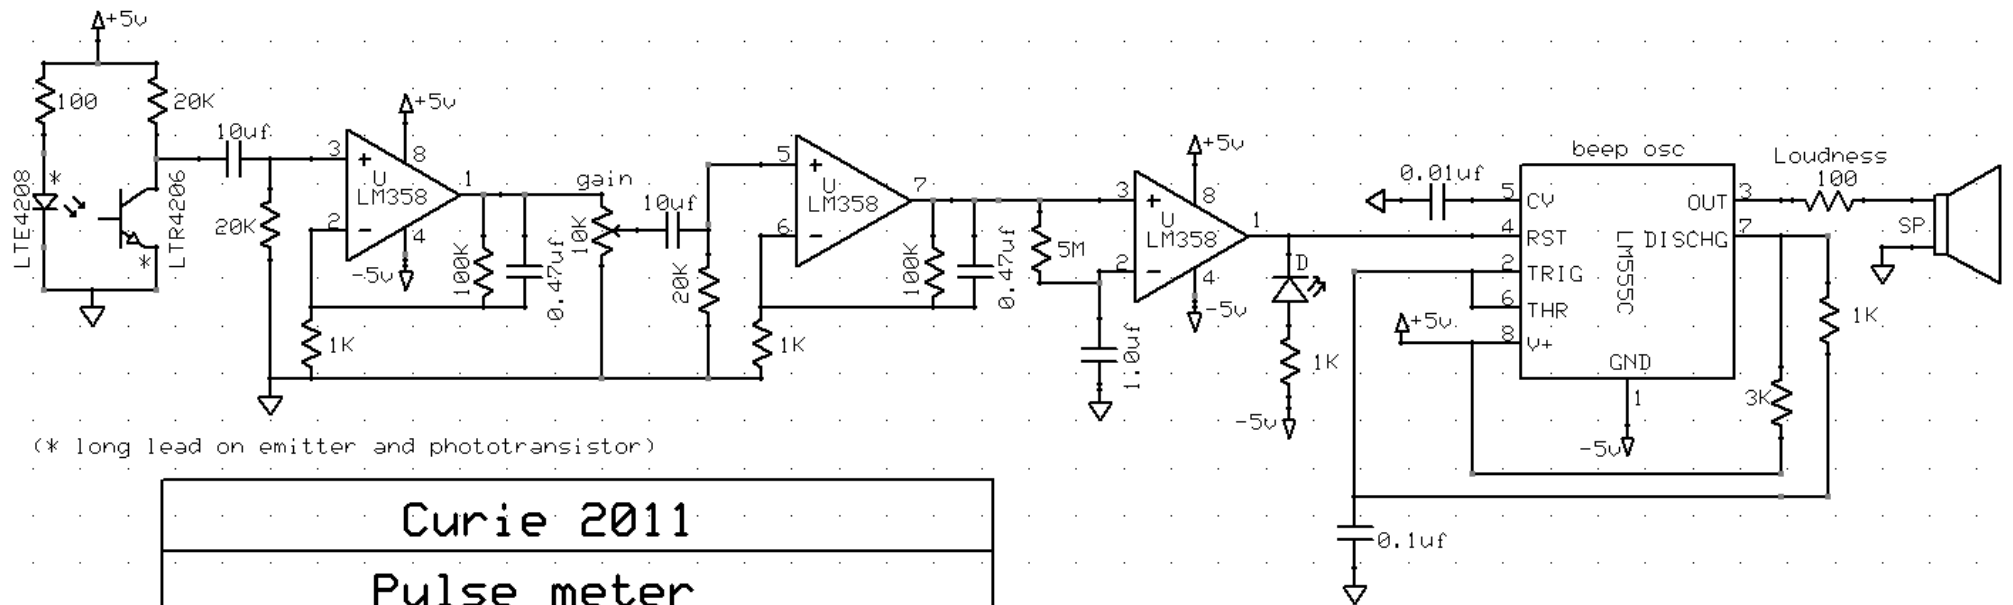 +5v
100
20K
LTE4208
*
*
LTR4206
10uf
20K
+5v
3
+
8
U
LM358
1
2
−
4
-5v
1K
100K
0.47uf
gain
10K
10uf
20K
5
+
U
LM358
7
6
−
1K
100K
0.47uf
5M
1.0uf
+5v
3
+
8
U
LM358
1
2
−
4
-5v
D
1K
-5v
beep osc
0.01uf
5 CV
4 RST
2 TRIG
6 THR
+5v
8 V+
LM555C
OUT 3
DISCHG 7
GND
1
-5v
Loudness
100
SP
1K
3K
0.1uf
(* long lead on emitter and phototransistor)
Curie 2011
Pulse meter